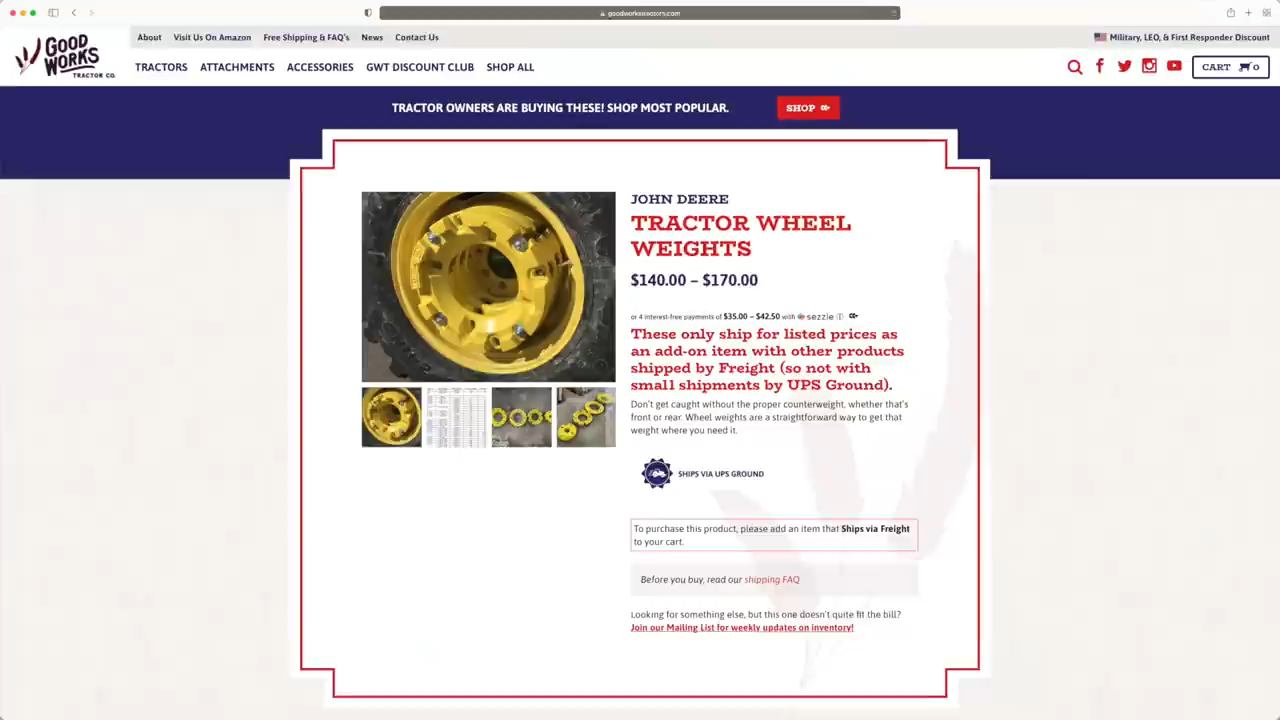 goodworkstractors.com
About Visit Us On Amazon Free Shipping & FAQ's News Contact Us
Military, LEO, & First Responder Discount
GOOD
WORKS
TRACTOR CO.
TRACTORS ATTACHMENTS ACCESSORIES GWT DISCOUNT CLUB SHOP ALL
CART 0
TRACTOR OWNERS ARE BUYING THESE! SHOP MOST POPULAR.
SHOP
JOHN DEERE
TRACTOR WHEEL
WEIGHTS
$140.00 – $170.00
or 4 interest-free payments of $35.00 – $42.50 with sezzle
These only ship for listed prices as
an add-on item with other products
shipped by Freight (so not with
small shipments by UPS Ground).
Don't get caught without the proper counterweight, whether that's
front or rear. Wheel weights are a straightforward way to get that
weight where you need it.
SHIPS VIA UPS GROUND
To purchase this product, please add an item that Ships via Freight
to your cart.
Before you buy, read our shipping FAQ
Looking for something else, but this one doesn't quite fit the bill?
Join our Mailing List for weekly updates on inventory!